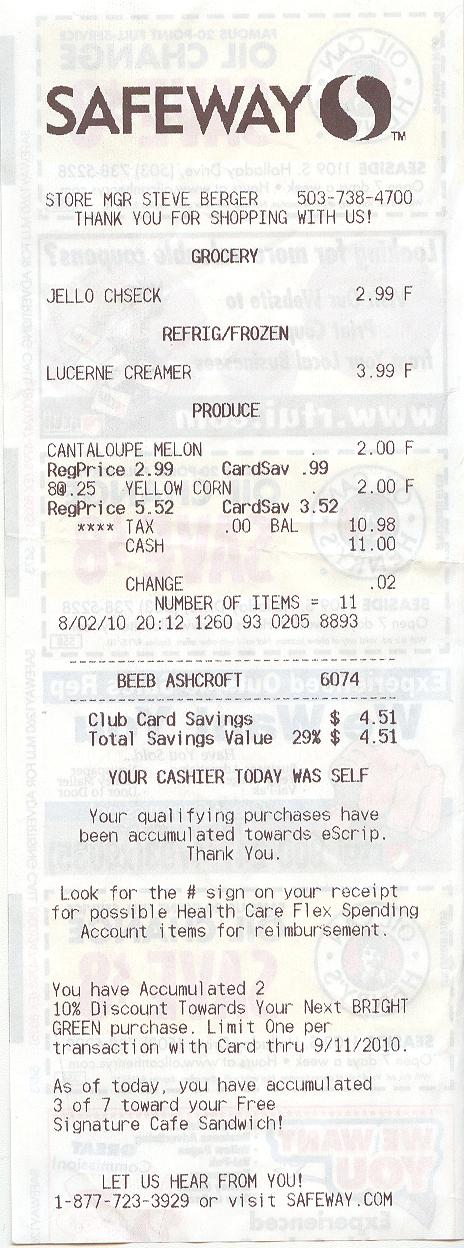 SAFEWAY TM
STORE MGR STEVE BERGER 503-738-4700
THANK YOU FOR SHOPPING WITH US!
GROCERY
JELLO CHSECK 2.99 F
REFRIG/FROZEN
LUCERNE CREAMER 3.99 F
PRODUCE
CANTALOUPE MELON . 2.00 F
RegPrice 2.99 CardSav .99
8@.25 YELLOW CORN . 2.00 F
RegPrice 5.52 CardSav 3.52
**** TAX .00 BAL 10.98
CASH 11.00
CHANGE .02
NUMBER OF ITEMS = 11
8/02/10 20:12 1260 93 0205 8893
BEEB ASHCROFT 6074
Club Card Savings $ 4.51
Total Savings Value 29% $ 4.51
YOUR CASHIER TODAY WAS SELF
Your qualifying purchases have
been accumulated towards eScrip.
Thank You.
Look for the # sign on your receipt
for possible Health Care Flex Spending
Account items for reimbursement.
You have Accumulated 2
10% Discount Towards Your Next BRIGHT
GREEN purchase. Limit One per
transaction with Card thru 9/11/2010.
As of today, you have accumulated
3 of 7 toward your Free
Signature Cafe Sandwich!
LET US HEAR FROM YOU!
1-877-723-3929 or visit SAFEWAY.COM